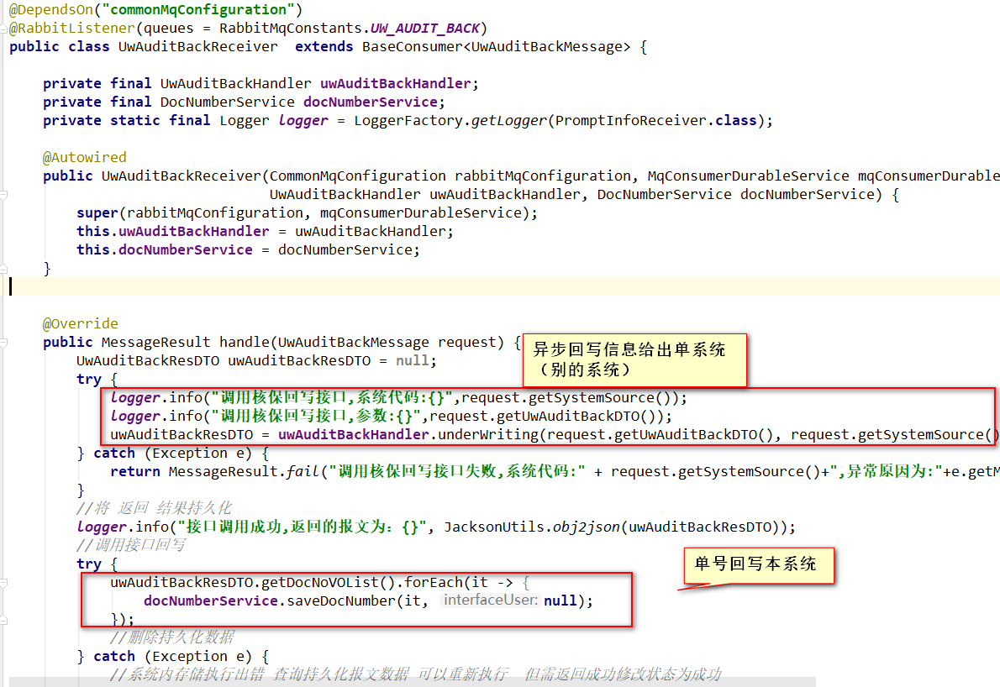 @DependsOn("commonMqConfiguration")
@RabbitListener(queues = RabbitMqConstants.UW_AUDIT_BACK)
public class UwAuditBackReceiver  extends BaseConsumer<UwAuditBackMessage> {
private final UwAuditBackHandler uwAuditBackHandler;
private final DocNumberService docNumberService;
private static final Logger logger = LoggerFactory.getLogger(PromptInfoReceiver.class);
@Autowired
public UwAuditBackReceiver(CommonMqConfiguration rabbitMqConfiguration, MqConsumerDurableService mqConsumerDurable
UwAuditBackHandler uwAuditBackHandler, DocNumberService docNumberService) {
super(rabbitMqConfiguration, mqConsumerDurableService);
this.uwAuditBackHandler = uwAuditBackHandler;
this.docNumberService = docNumberService;
}
@Override
public MessageResult handle(UwAuditBackMessage request) {
异步回写信息给出单系统
（别的系统）
UwAuditBackResDTO uwAuditBackResDTO = null;
try {
logger.info("调用核保回写接口,系统代码:{}",request.getSystemSource());
logger.info("调用核保回写接口,参数:{}",request.getUwAuditBackDTO());
uwAuditBackResDTO = uwAuditBackHandler.underWriting(request.getUwAuditBackDTO(), request.getSystemSource()
} catch (Exception e) {
return MessageResult.fail("调用核保回写接口失败,系统代码:" + request.getSystemSource()+",异常原因为:"+e.getM
}
//将 返回 结果持久化
logger.info("接口调用成功,返回的报文为：{}", JacksonUtils.obj2json(uwAuditBackResDTO));
//调用接口回写
try {
单号回写本系统
uwAuditBackResDTO.getDocNoVOList().forEach(it -> {
docNumberService.saveDocNumber(it, interfaceUser: null);
});
//删除持久化数据
} catch (Exception e) {
//系统内存储执行出错 查询持久化报文数据 可以重新执行  但需返回成功修改状态为成功